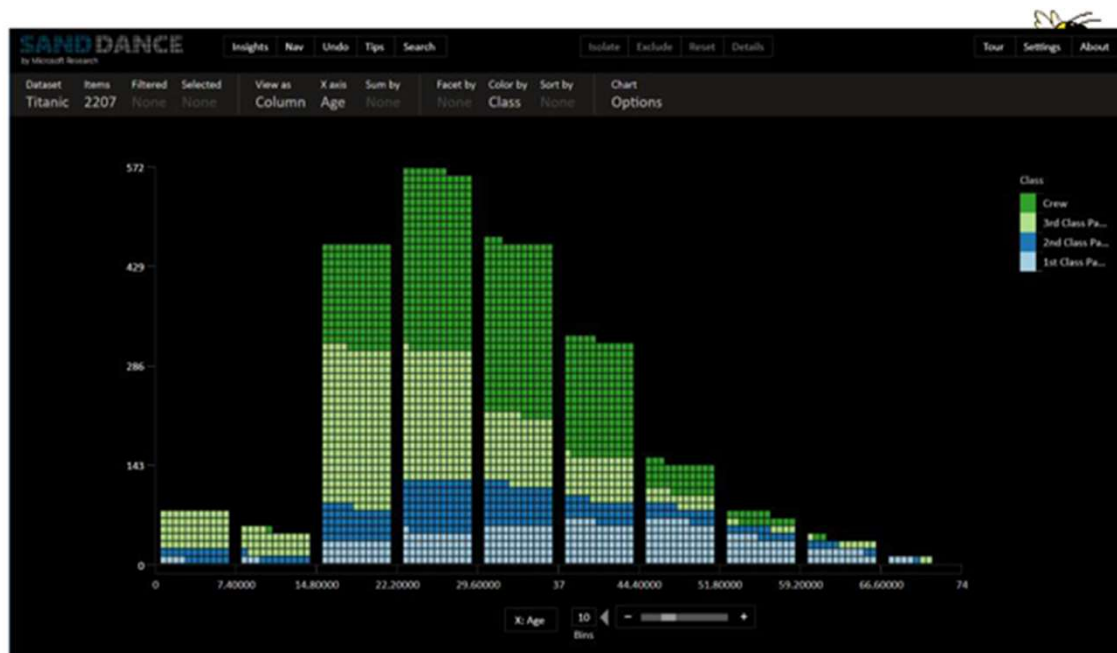 SANDDANCE
by Microsoft Research
Insights Nav Undo Tips Search Isolate Exclude Reset Details Tour Settings About
Dataset Items Filtered Selected View as X axis Sum by Facet by Color by Sort by Chart
Titanic 2207 None None Column Age None None Class None Options
572
429
286
143
0
Class
Crew
3rd Class Pa...
2nd Class Pa...
1st Class Pa...
0 7.40000 14.80000 22.20000 29.60000 37 44.40000 51.80000 59.20000 66.60000 74
X: Age 10 - +
Bins